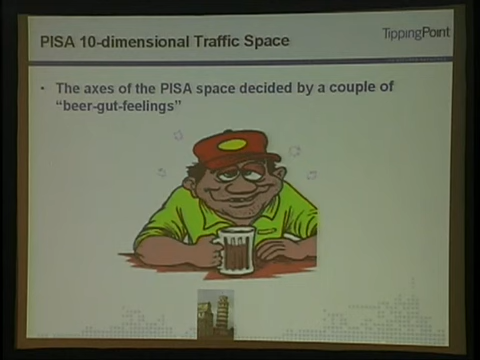 PISA 10-dimensional Traffic Space
TippingPoint
• The axes of the PISA space decided by a couple of
"beer-gut-feelings"